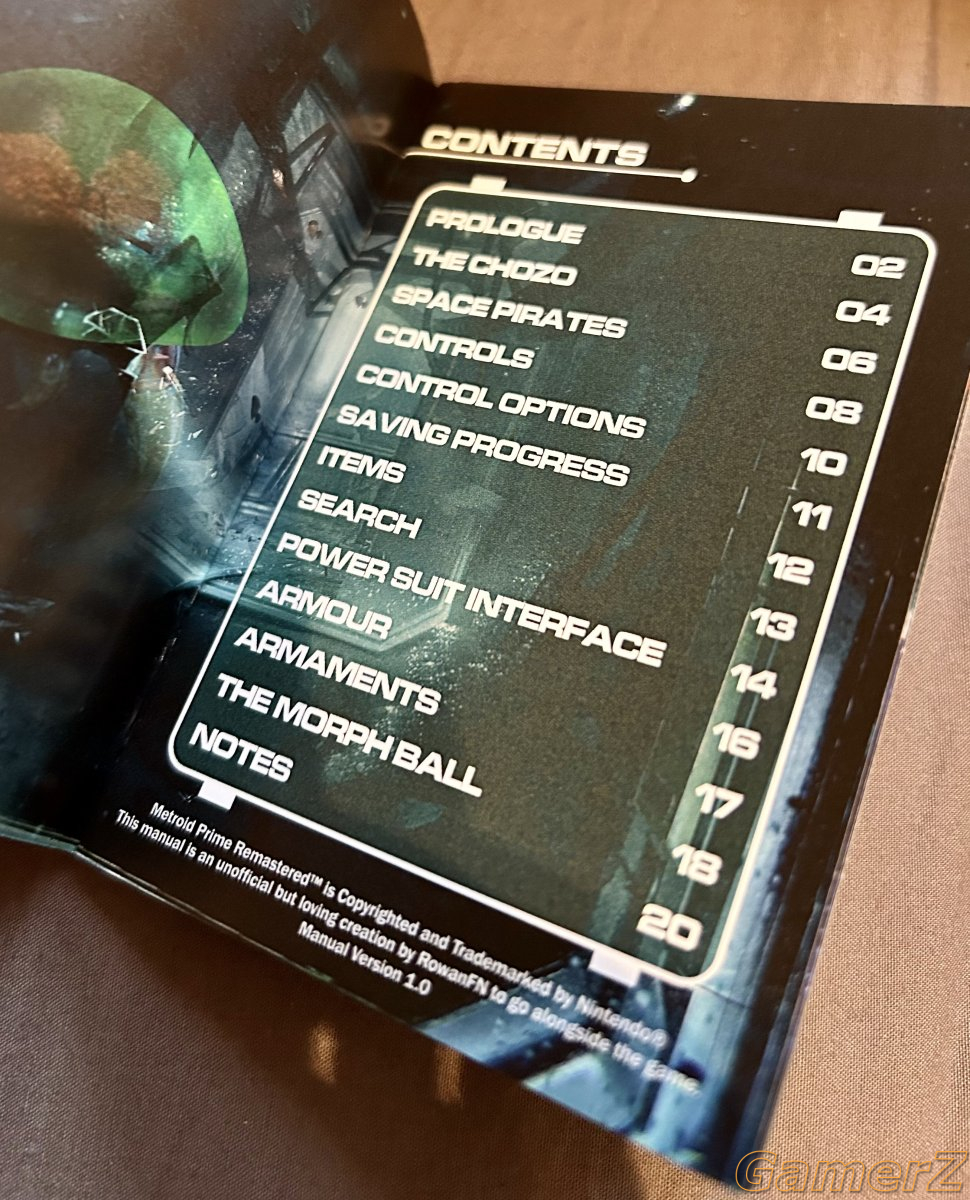 CONTENTS
PROLOGUE 02
THE CHOZO 04
SPACE PIRATES 06
CONTROLS 08
CONTROL OPTIONS 10
SAVING PROGRESS 11
ITEMS 12
SEARCH 13
POWER SUIT INTERFACE 14
ARMOUR 16
ARMAMENTS 17
THE MORPH BALL 18
NOTES 20
Metroid Prime Remastered™ is Copyrighted and Trademarked by Nintendo®
This manual is an unofficial but loving creation by RowanFN to go alongside the game.
Manual Version 1.0
GamerZ